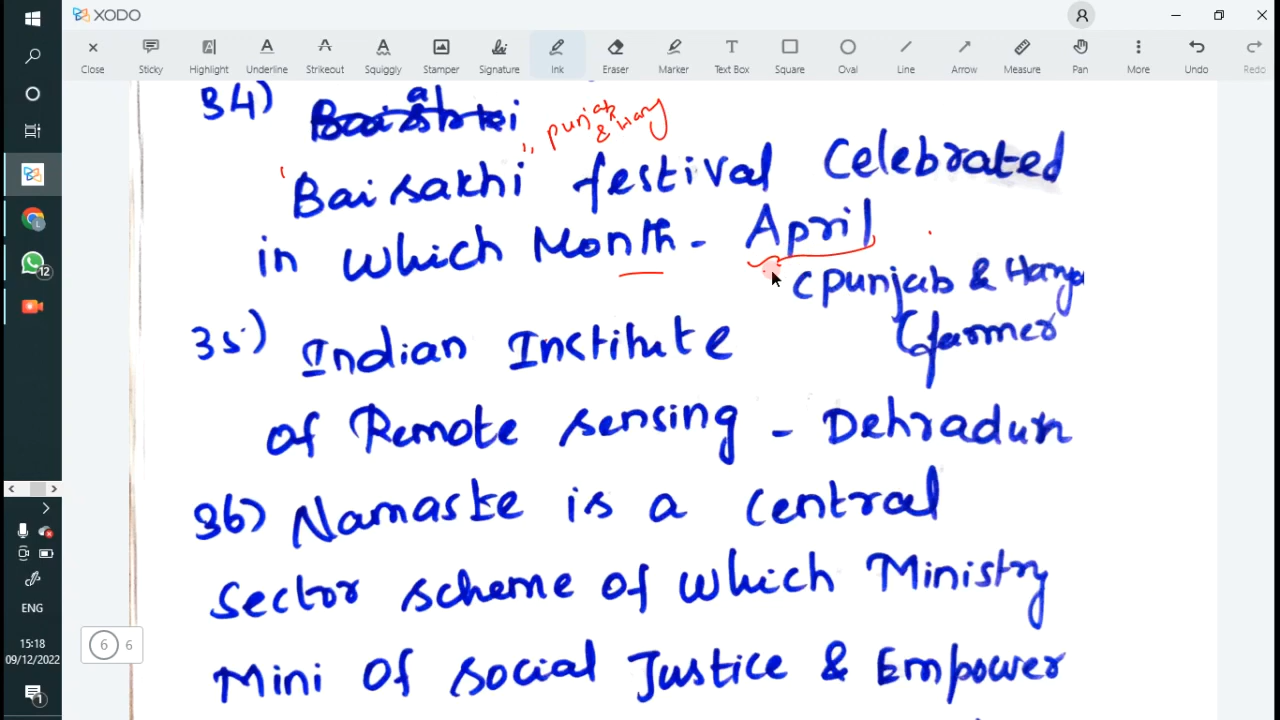 XODO
Close Sticky Highlight Underline Strikeout Squiggly Stamper Signature Ink Eraser Marker Text Box Square Oval Line Arrow Measure Pan More Undo Redo
34)
Punjab
"Baisakhi" festival Celebrated
in which Month - April
(Punjab & Harya
35) Indian Institute
(farmer
of Remote sensing - Dehradun
36) Namaste is a central
Sector scheme of which Ministry
Mini Of social Justice & Empower
6 6
12
ENG
15:18
09/12/2022
1